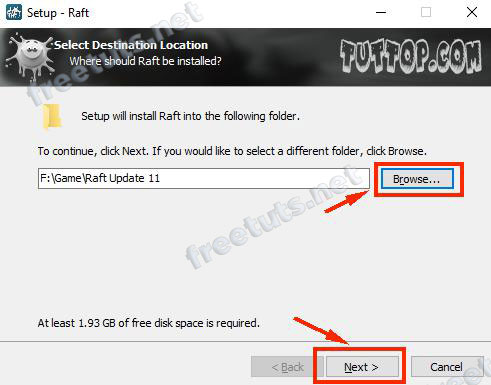 Setup - Raft
Select Destination Location
Where should Raft be installed?
TUTTOP.COM
freetuts.net
Setup will install Raft into the following folder.
To continue, click Next. If you would like to select a different folder, click Browse.
F:\Game\Raft Update 11
Browse...
freetuts.net
freetuts.net
At least 1.93 GB of free disk space is required.
< Back
Next >
Cancel